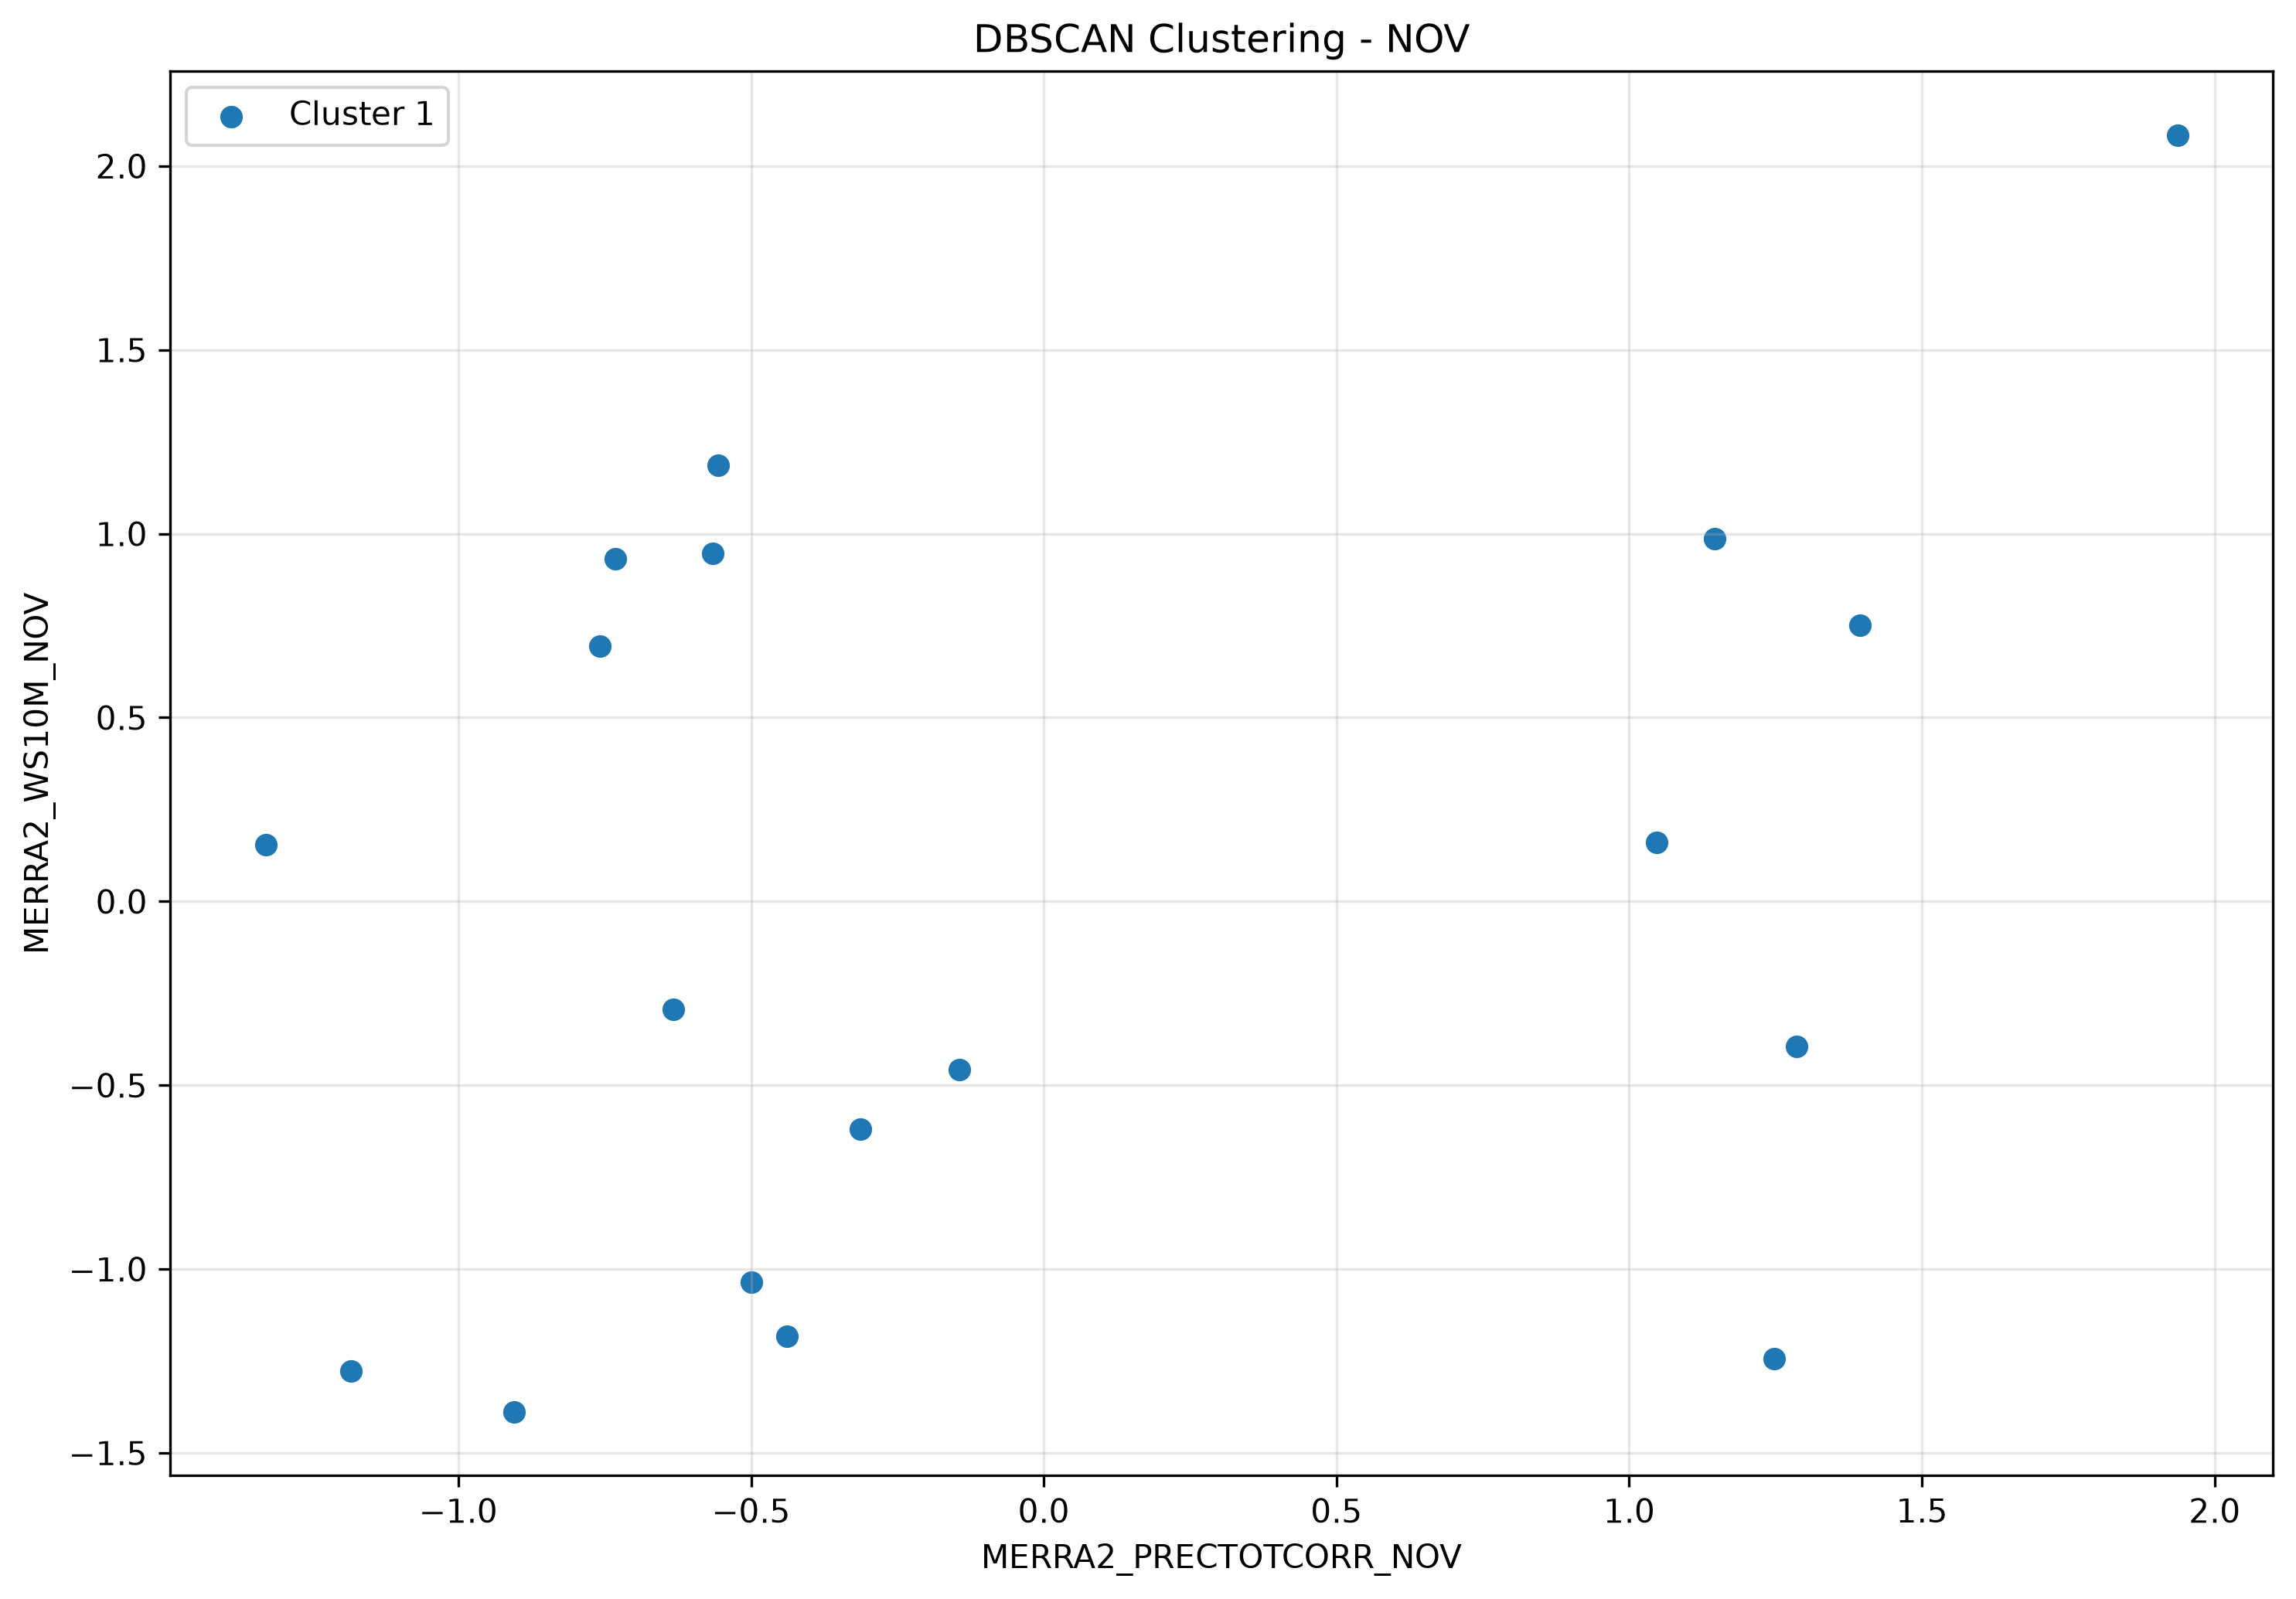 DBSCAN Clustering - NOV
Cluster 1
2.0
1.5
1.0
0.5
0.0
−0.5
−1.0
−1.5
MERRA2_WS10M_NOV
−1.0 −0.5 0.0 0.5 1.0 1.5 2.0
MERRA2_PRECTOTCORR_NOV